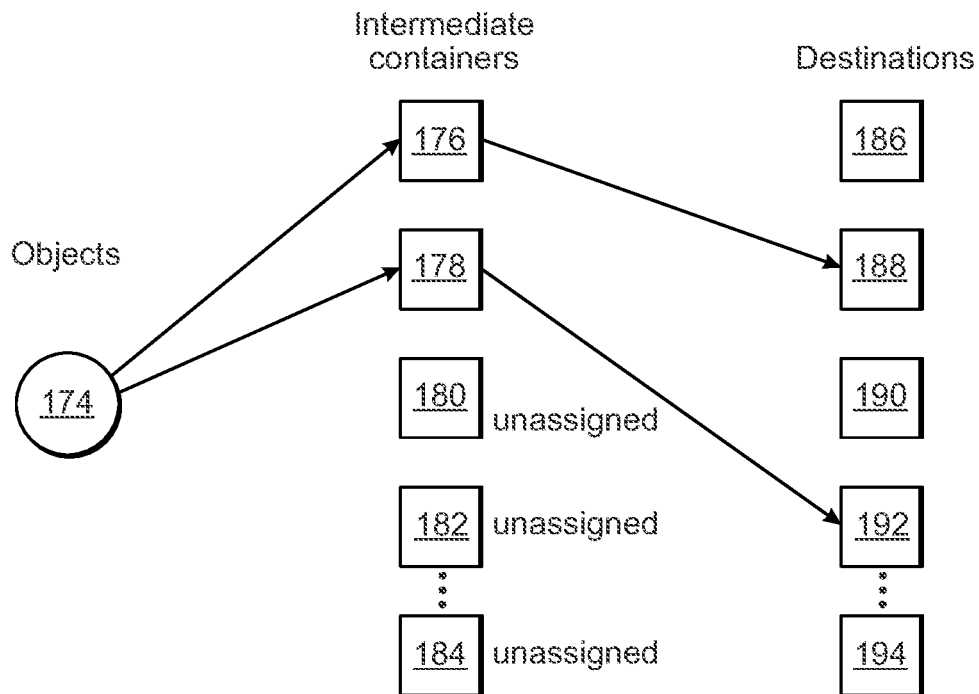 Intermediate
containers
Destinations
176
186
Objects
178
188
174
180
unassigned
190
182 unassigned
192
184 unassigned
194